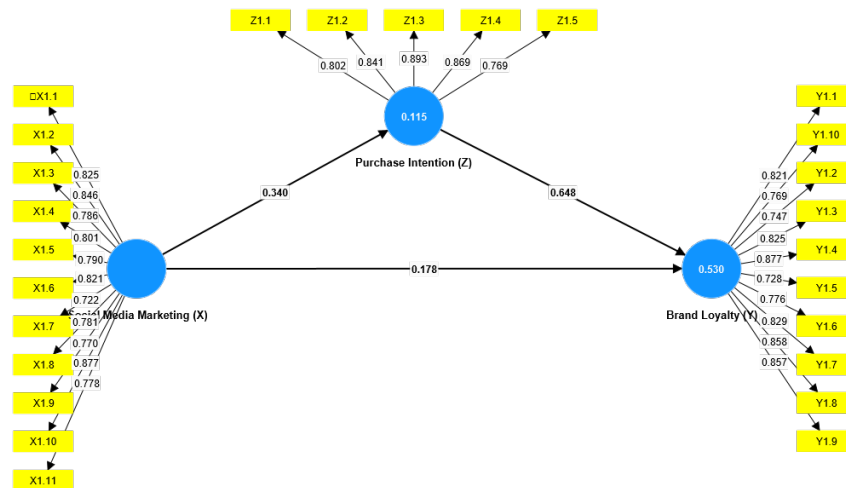 Z1.1 Z1.2 Z1.3 Z1.4 Z1.5
0.802 0.841 0.893 0.869 0.769
0.115
Purchase Intention (Z)
□X1.1
X1.2
X1.3
X1.4
X1.5
X1.6
X1.7
X1.8
X1.9
X1.10
X1.11
0.825
0.846
0.786
0.801
0.790
0.821
0.722
0.781
0.770
0.877
0.778
Social Media Marketing (X)
0.340
0.648
0.178
0.530
Brand Loyalty (Y)
0.821
0.769
0.747
0.825
0.877
0.728
0.776
0.829
0.858
0.857
Y1.1
Y1.10
Y1.2
Y1.3
Y1.4
Y1.5
Y1.6
Y1.7
Y1.8
Y1.9